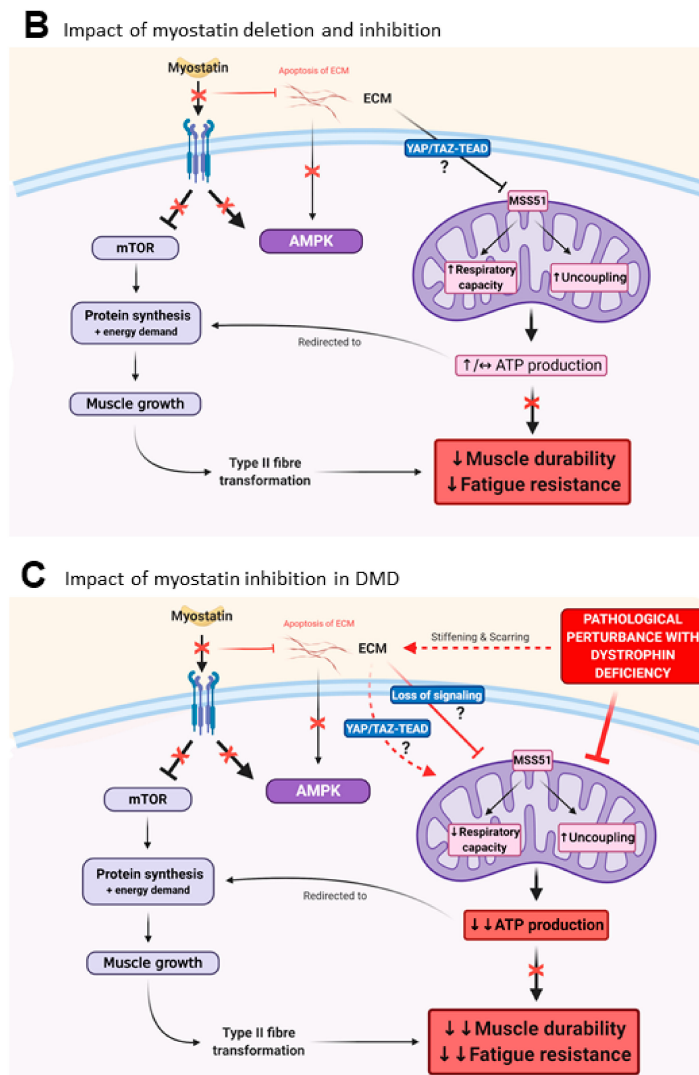 B Impact of myostatin deletion and inhibition
Myostatin
Apoptosis of ECM
ECM
YAP/TAZ-TEAD
?
MSS51
mTOR
AMPK
↑Respiratory
capacity
↑Uncoupling
Protein synthesis
+ energy demand
Redirected to
↑/↔ ATP production
Muscle growth
Type II fibre
transformation
↓Muscle durability
↓Fatigue resistance
C Impact of myostatin inhibition in DMD
Myostatin
Apoptosis of ECM
ECM
Stiffening & Scarring
PATHOLOGICAL
PERTURBANCE WITH
DYSTROPHIN
DEFICIENCY
Loss of signaling
?
YAP/TAZ-TEAD
?
MSS51
mTOR
AMPK
↓Respiratory
capacity
↑Uncoupling
Protein synthesis
+ energy demand
Redirected to
↓↓ATP production
Muscle growth
Type II fibre
transformation
↓↓Muscle durability
↓↓Fatigue resistance